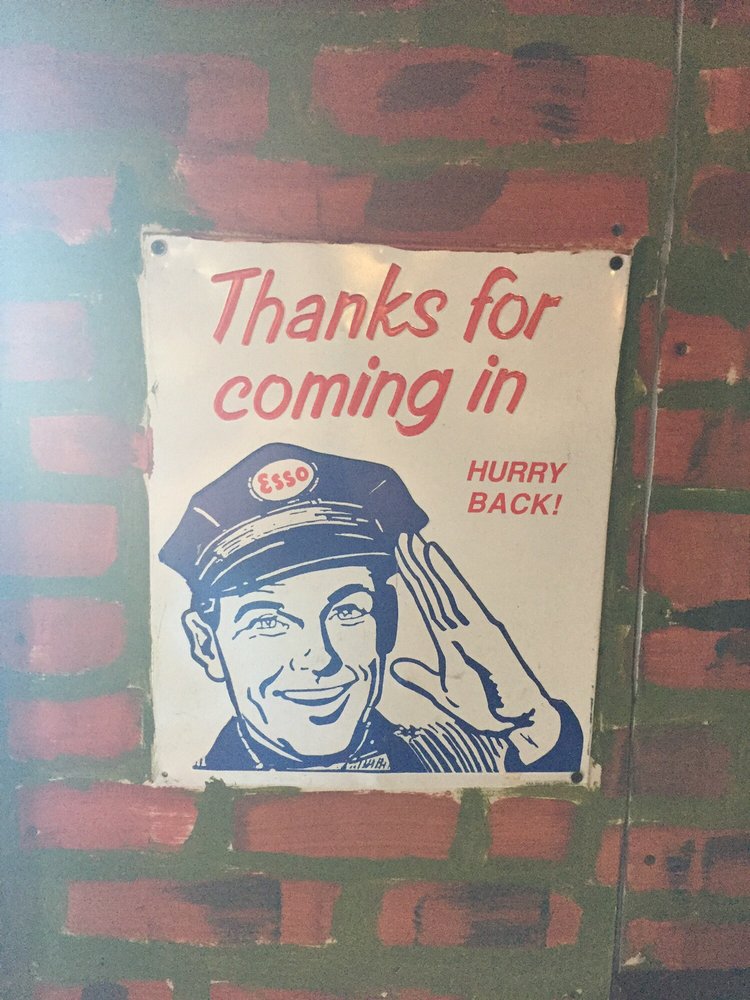 Thanks for
coming in
HURRY
BACK!
Esso